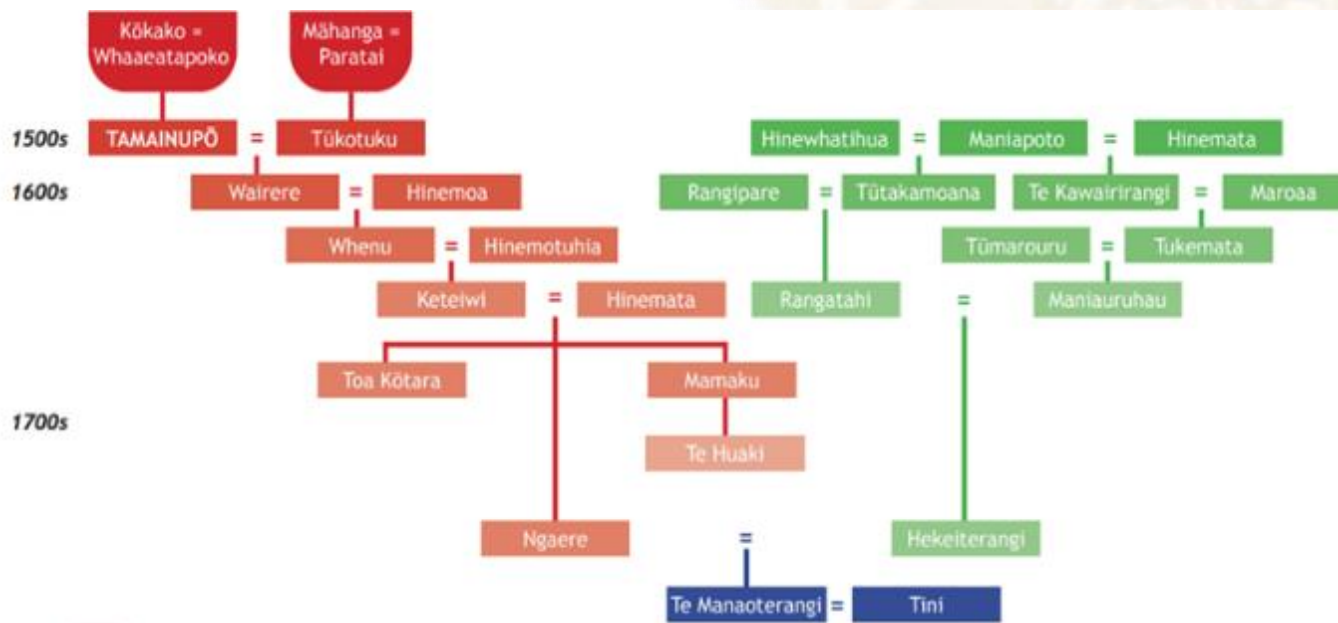 Kōkako =
Whaaeatapoko
Māhanga =
Paratai
1500s TAMAINUPŌ = Tūkotuku Hinewhatihua = Maniapoto = Hinemata
1600s Wairere = Hinemoa Rangipare = Tūtakamoana Te Kawairirangi = Maroaa
Whenu = Hinemotuhia Tūmarouru = Tukemata
Keteiwi = Hinemata Rangatahi = Maniauruhau
Toa Kōtara Mamaku
1700s
Te Huaki
Ngaere = Hekeiterangi
Te Manaoterangi = Tini